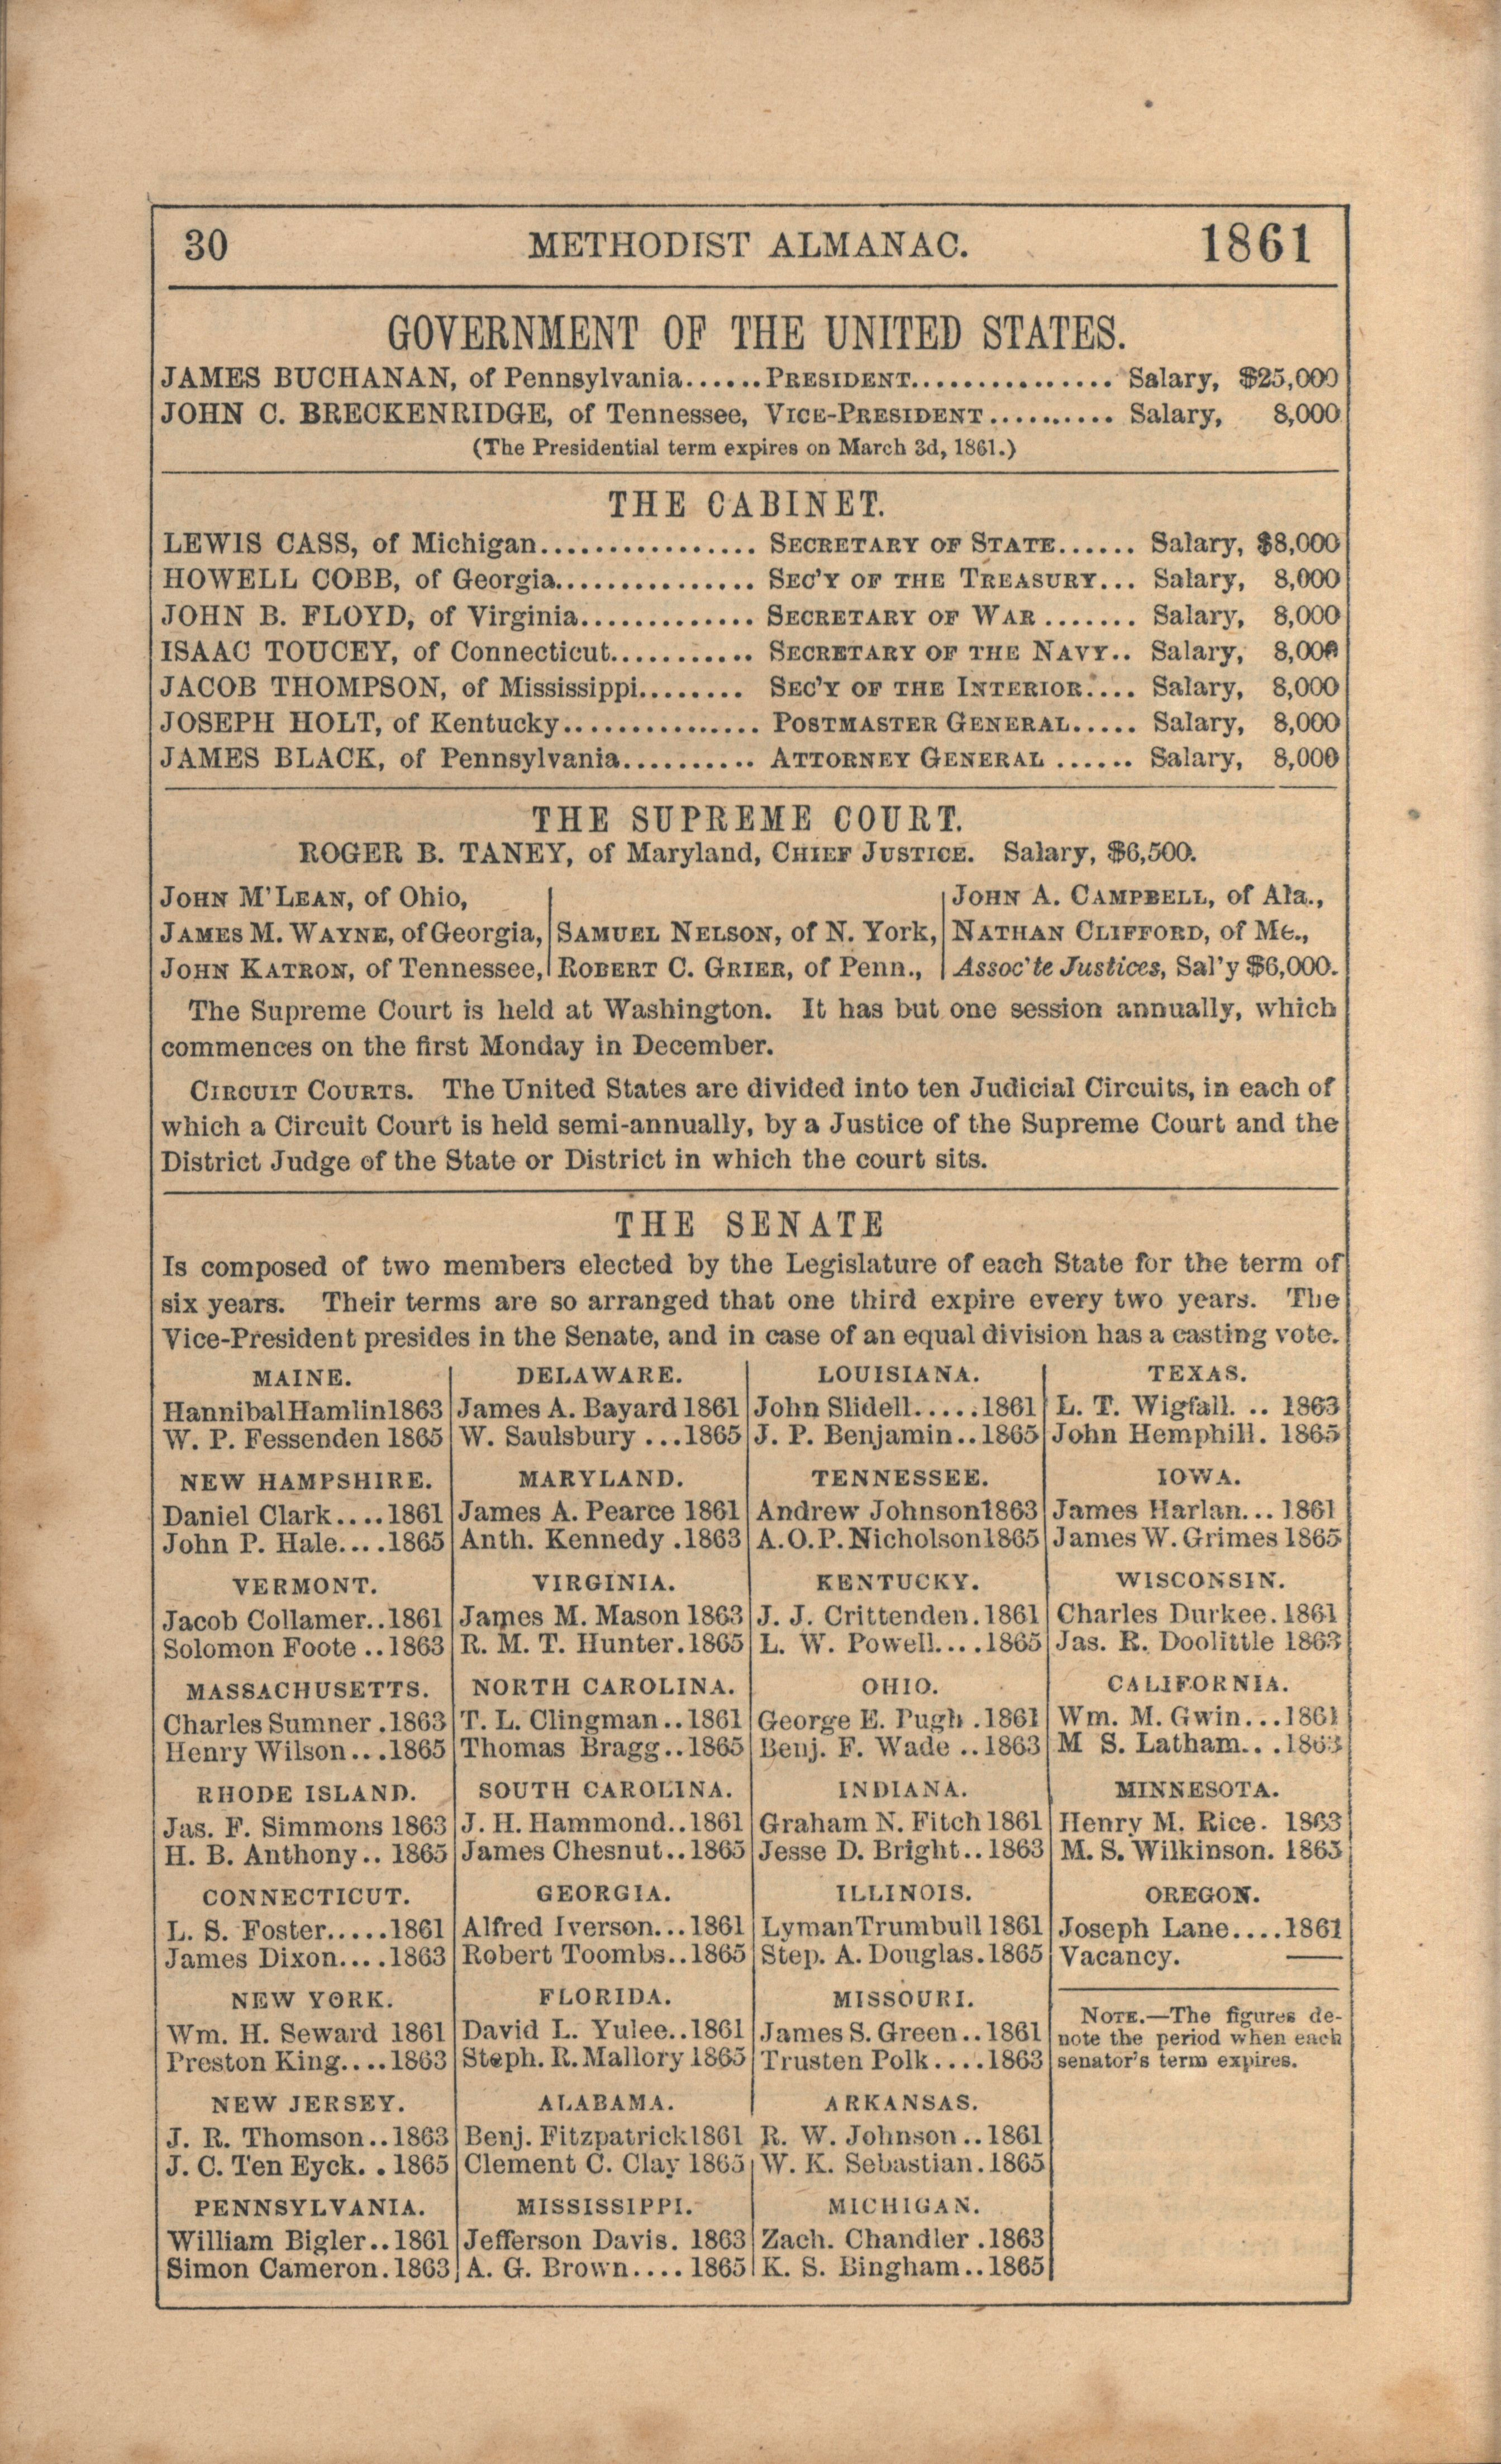 30 METHODIST ALMANAC. 1861
GOVERNMENT OF THE UNITED STATES.
JAMES BUCHANAN, of Pennsylvania.......PRESIDENT................ Salary, $25,000
JOHN C. BRECKENRIDGE, of Tennessee, VICE-PRESIDENT.......... Salary, 8,000
(The Presidential term expires on March 3d, 1861.)
THE CABINET.
LEWIS CASS, of Michigan................. SECRETARY OF STATE...... Salary, $8,000
HOWELL COBB, of Georgia................ SEC'Y OF THE TREASURY... Salary, 8,000
JOHN B. FLOYD, of Virginia............. SECRETARY OF WAR ....... Salary, 8,000
ISAAC TOUCEY, of Connecticut........... SECRETARY OF THE NAVY.. Salary, 8,000
JACOB THOMPSON, of Mississippi........ SEC'Y OF THE INTERIOR.... Salary, 8,000
JOSEPH HOLT, of Kentucky............... POSTMASTER GENERAL..... Salary, 8,000
JAMES BLACK, of Pennsylvania.......... ATTORNEY GENERAL ...... Salary, 8,000
THE SUPREME COURT.
ROGER B. TANEY, of Maryland, CHIEF JUSTICE. Salary, $6,500.
JOHN M'LEAN, of Ohio,
JAMES M. WAYNE, of Georgia,
JOHN KATRON, of Tennessee,
SAMUEL NELSON, of N. York,
ROBERT C. GRIER, of Penn.,
JOHN A. CAMPBELL, of Ala.,
NATHAN CLIFFORD, of Me.,
Assoc'te Justices, Sal'y $6,000.
The Supreme Court is held at Washington. It has but one session annually, which
commences on the first Monday in December.
CIRCUIT COURTS. The United States are divided into ten Judicial Circuits, in each of
which a Circuit Court is held semi-annually, by a Justice of the Supreme Court and the
District Judge of the State or District in which the court sits.
THE SENATE
Is composed of two members elected by the Legislature of each State for the term of
six years. Their terms are so arranged that one third expire every two years. The
Vice-President presides in the Senate, and in case of an equal division has a casting vote.
MAINE.
Hannibal Hamlin 1863
W. P. Fessenden 1865
NEW HAMPSHIRE.
Daniel Clark....1861
John P. Hale....1865
VERMONT.
Jacob Collamer..1861
Solomon Foote ..1863
MASSACHUSETTS.
Charles Sumner .1863
Henry Wilson...1865
RHODE ISLAND.
Jas. F. Simmons 1863
H. B. Anthony.. 1865
CONNECTICUT.
L. S. Foster.....1861
James Dixon....1863
NEW YORK.
Wm. H. Seward 1861
Preston King....1863
NEW JERSEY.
J. R. Thomson..1863
J. C. Ten Eyck. . 1865
PENNSYLVANIA.
William Bigler..1861
Simon Cameron.1863
DELAWARE.
James A. Bayard 1861
W. Saulsbury ...1865
MARYLAND.
James A. Pearce 1861
Anth. Kennedy .1863
VIRGINIA.
James M. Mason 1863
R. M. T. Hunter.1865
NORTH CAROLINA.
T. L. Clingman..1861
Thomas Bragg..1865
SOUTH CAROLINA.
J. H. Hammond..1861
James Chesnut..1865
GEORGIA.
Alfred Iverson...1861
Robert Toombs..1865
FLORIDA.
David L. Yulee..1861
Steph. R. Mallory 1865
ALABAMA.
Benj. Fitzpatrick 1861
Clement C. Clay 1865
MISSISSIPPI.
Jefferson Davis. 1863
A. G. Brown.... 1865
LOUISIANA.
John Slidell.....1861
J. P. Benjamin..1865
TENNESSEE.
Andrew Johnson 1863
A. O. P. Nicholson 1865
KENTUCKY.
J. J. Crittenden.1861
L. W. Powell....1865
OHIO.
George E. Pugh .1861
Benj. F. Wade ..1863
INDIANA.
Graham N. Fitch 1861
Jesse D. Bright..1863
ILLINOIS.
Lyman Trumbull 1861
Step. A. Douglas.1865
MISSOURI.
James S. Green..1861
Trusten Polk....1863
ARKANSAS.
R. W. Johnson..1861
W. K. Sebastian.1865
MICHIGAN.
Zach. Chandler .1863
K. S. Bingham..1865
TEXAS.
L. T. Wigfall. .. 1863
John Hemphill. 1865
IOWA.
James Harlan... 1861
James W. Grimes 1865
WISCONSIN.
Charles Durkee.1861
Jas. R. Doolittle 1863
CALIFORNIA.
Wm. M. Gwin...1861
M S. Latham.. .1863
MINNESOTA.
Henry M. Rice. 1863
M. S. Wilkinson. 1865
OREGON.
Joseph Lane....1861
Vacancy. ——
NOTE.—The figures de-
note the period when each
senator's term expires.